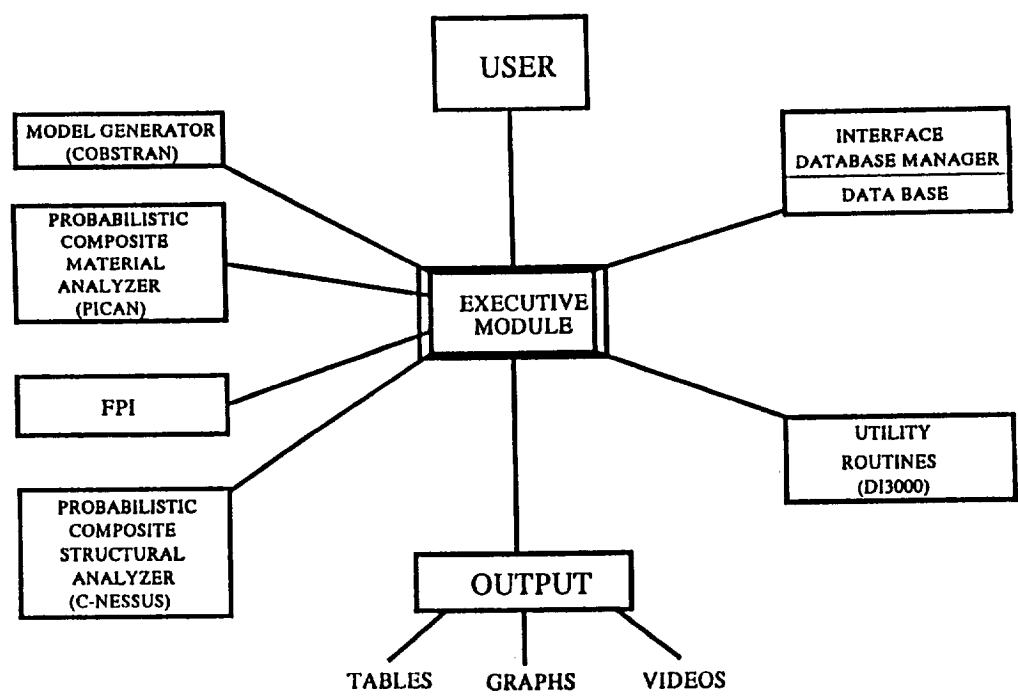 USER
MODEL GENERATOR
(COBSTRAN)
INTERFACE
DATABASE MANAGER
DATA BASE
PROBABILISTIC
COMPOSITE
MATERIAL
ANALYZER
(PICAN)
EXECUTIVE
MODULE
FPI
UTILITY
ROUTINES
(DI3000)
PROBABILISTIC
COMPOSITE
STRUCTURAL
ANALYZER
(C-NESSUS)
OUTPUT
TABLES
GRAPHS
VIDEOS